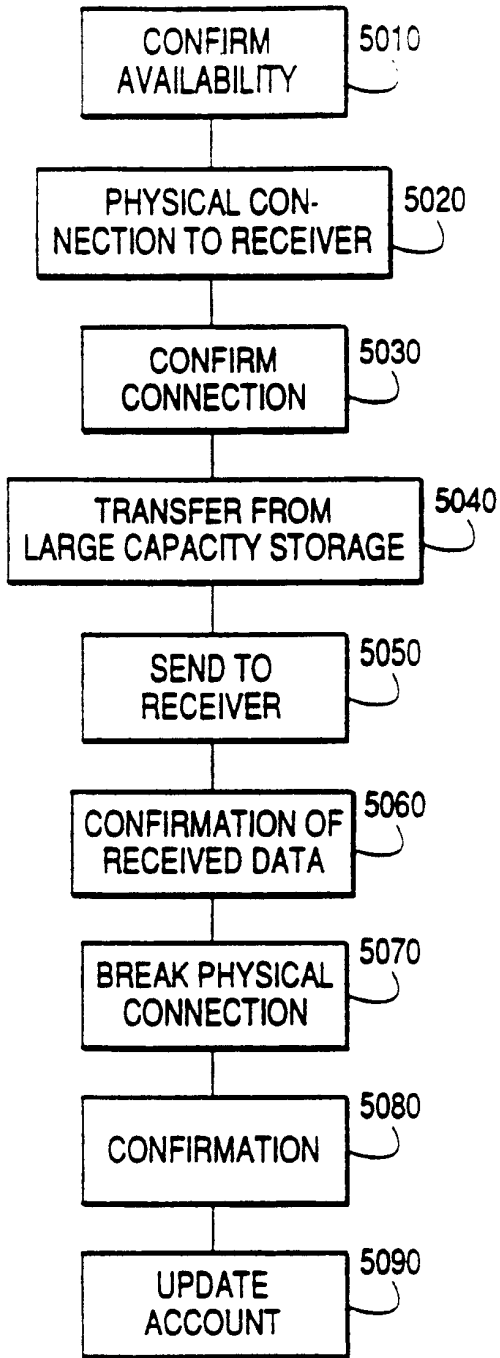 CONFIRM
AVAILABILITY
5010
PHYSICAL CON-
NECTION TO RECEIVER
5020
CONFIRM
CONNECTION
5030
TRANSFER FROM
LARGE CAPACITY STORAGE
5040
SEND TO
RECEIVER
5050
CONFIRMATION OF
RECEIVED DATA
5060
BREAK PHYSICAL
CONNECTION
5070
CONFIRMATION
5080
UPDATE
ACCOUNT
5090